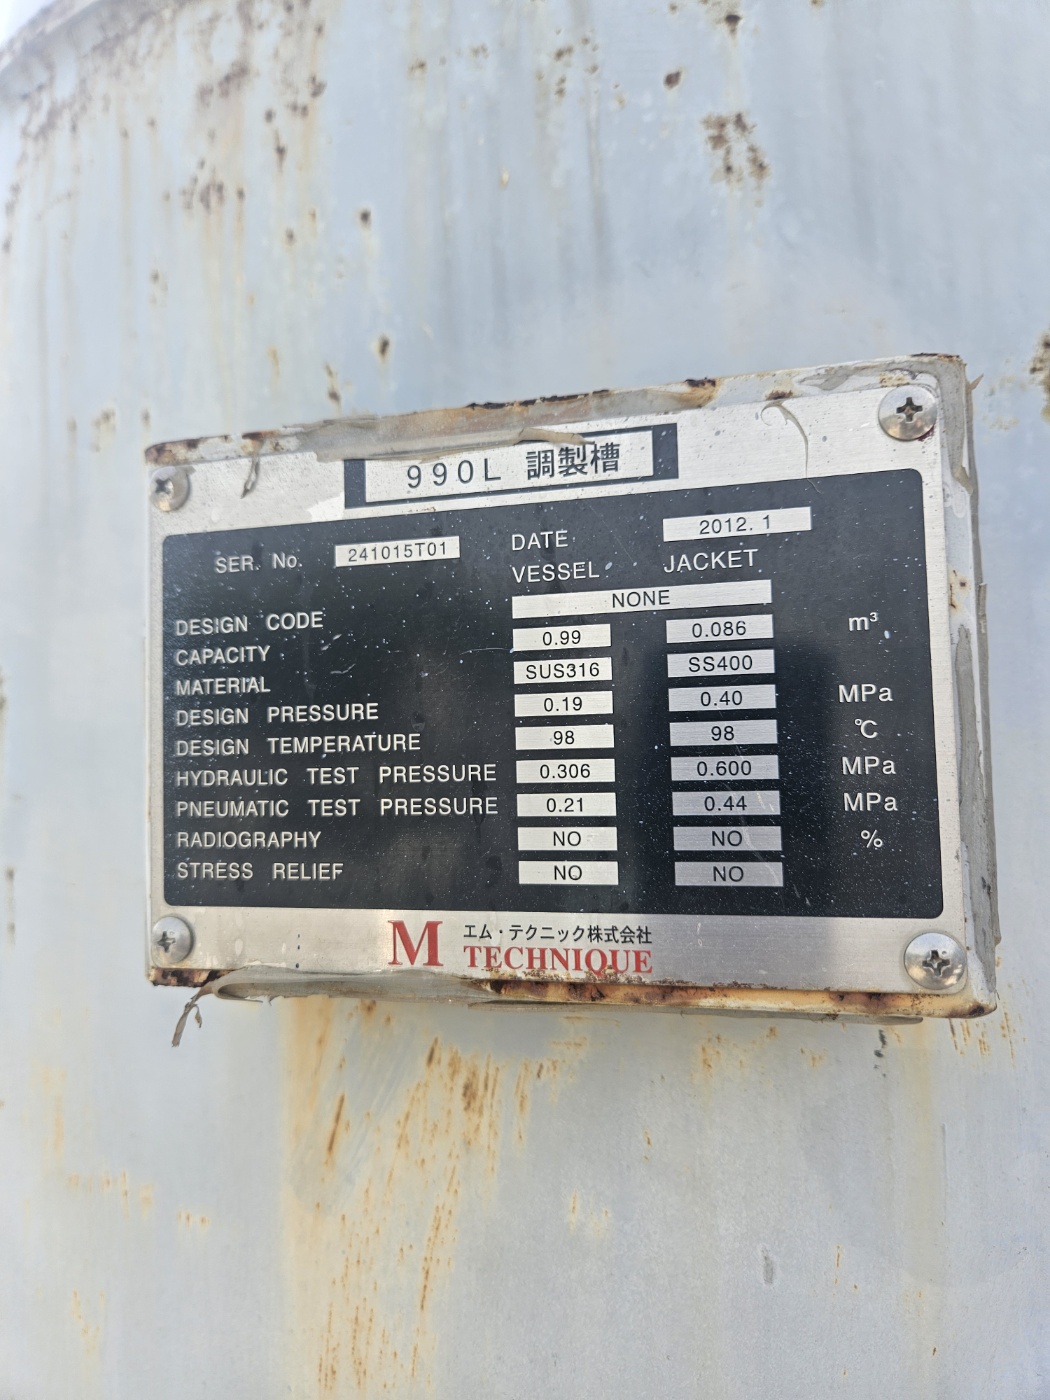 990L 調製槽
SER. No. 241015T01 DATE 2012. 1
VESSEL JACKET
DESIGN CODE NONE
CAPACITY 0.99 0.086 m³
MATERIAL SUS316 SS400
DESIGN PRESSURE 0.19 0.40 MPa
DESIGN TEMPERATURE 98 98 ℃
HYDRAULIC TEST PRESSURE 0.306 0.600 MPa
PNEUMATIC TEST PRESSURE 0.21 0.44 MPa
RADIOGRAPHY NO NO %
STRESS RELIEF NO NO
M エム・テクニック株式会社
TECHNIQUE